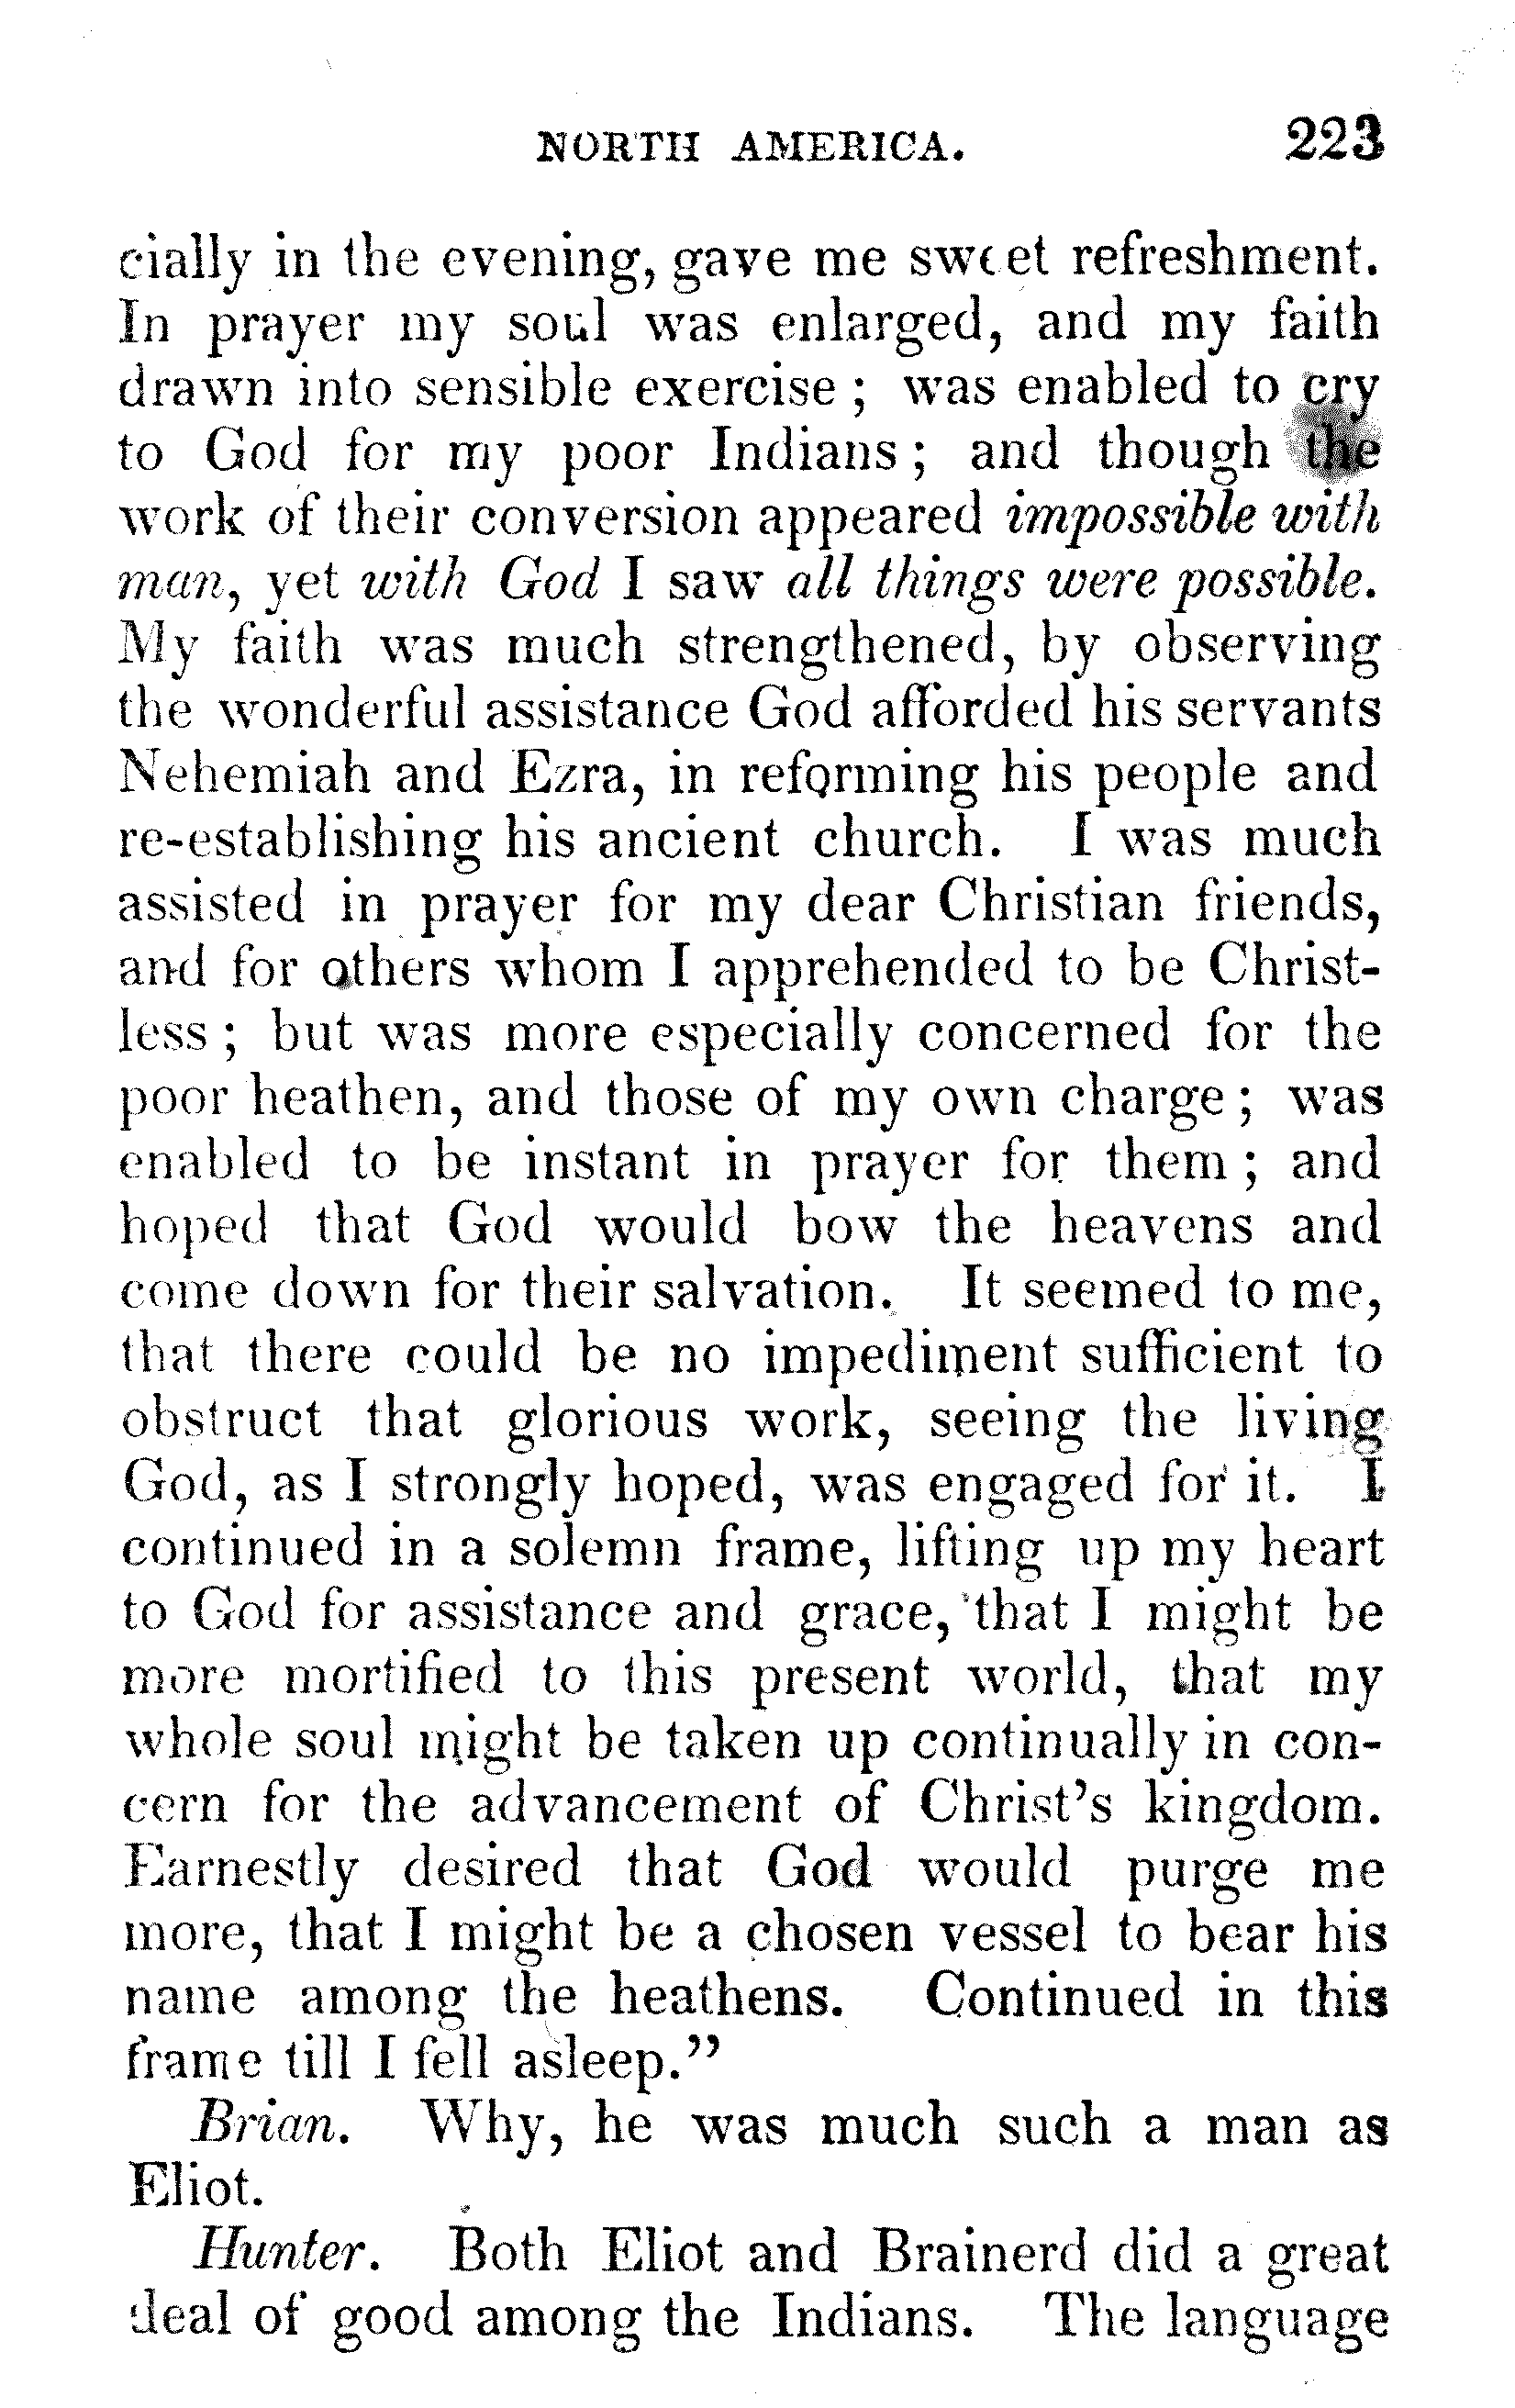 NORTH AMERICA. 223
cially in the evening, gave me sweet refreshment.
In prayer my soul was enlarged, and my faith
drawn into sensible exercise ; was enabled to cry
to God for my poor Indians ; and though the
work of their conversion appeared impossible with
man, yet with God I saw all things were possible.
My faith was much strengthened, by observing
the wonderful assistance God afforded his servants
Nehemiah and Ezra, in reforming his people and
re-establishing his ancient church. I was much
assisted in prayer for my dear Christian friends,
and for others whom I apprehended to be Christ-
less ; but was more especially concerned for the
poor heathen, and those of my own charge ; was
enabled to be instant in prayer for them ; and
hoped that God would bow the heavens and
come down for their salvation. It seemed to me,
that there could be no impediment sufficient to
obstruct that glorious work, seeing the living
God, as I strongly hoped, was engaged for it. I
continued in a solemn frame, lifting up my heart
to God for assistance and grace, that I might be
more mortified to this present world, that my
whole soul might be taken up continually in con-
cern for the advancement of Christ's kingdom.
Earnestly desired that God would purge me
more, that I might be a chosen vessel to bear his
name among the heathens. Continued in this
frame till I fell asleep."
Brian. Why, he was much such a man as
Eliot.
Hunter. Both Eliot and Brainerd did a great
deal of good among the Indians. The language